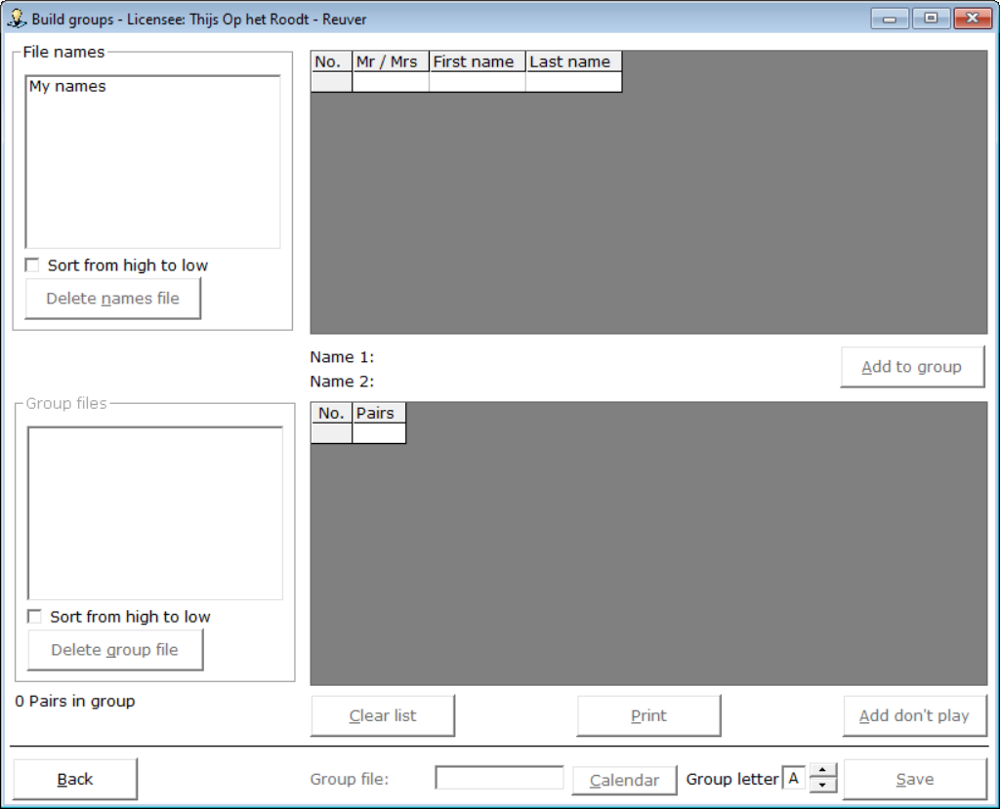 Build groups - Licensee: Thijs Op het Roodt - Reuver
File names
My names
Sort from high to low
Delete names file
No. Mr / Mrs First name Last name
Name 1:
Name 2:
Add to group
Group files
Sort from high to low
Delete group file
No. Pairs
0 Pairs in group
Clear list Print Add don't play
Back Group file: Calendar Group letter A Save